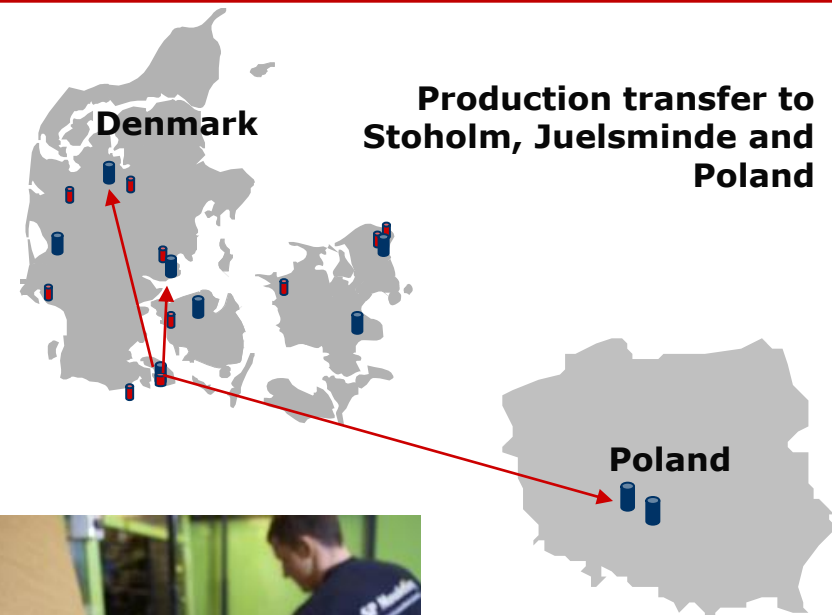 Production transfer to
Stoholm, Juelsminde and
Poland
Denmark
Poland